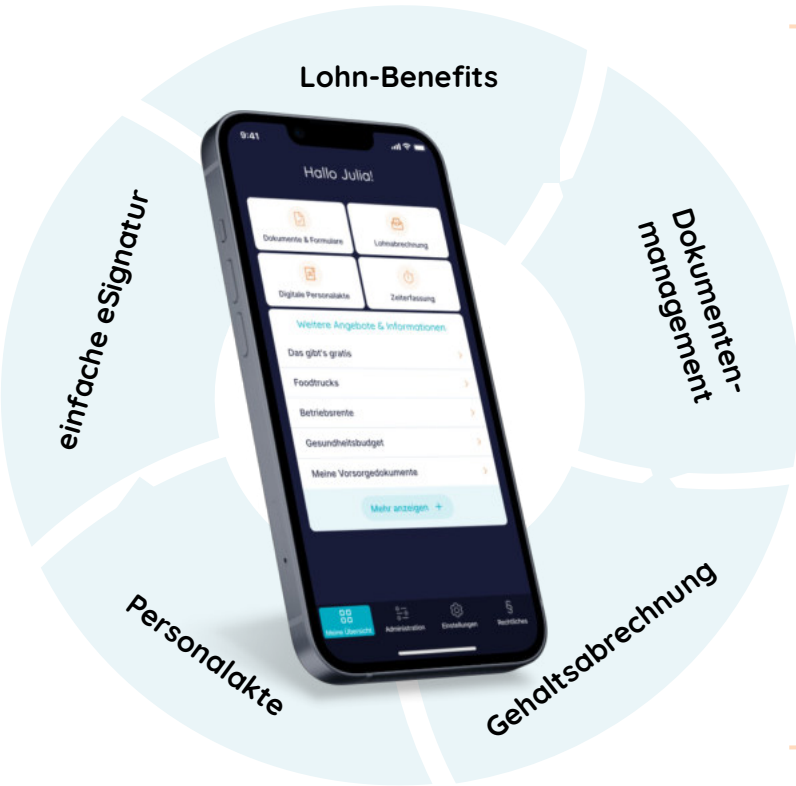 Lohn-Benefits
Dokumenten-
management
Gehaltsabrechnung
Personalakte
einfache eSignatur
9:41
Hallo Julia!
Dokumente & Formulare
Lohnabrechnung
Digitale Personalakte
Zeiterfassung
Weitere Angebote & Informationen
Das gibt's gratis
Foodtrucks
Betriebsrente
Gesundheitsbudget
Meine Vorsorgedokumente
Mehr anzeigen +
Meine Übersicht
Administration
Einstellungen
Rechtliches